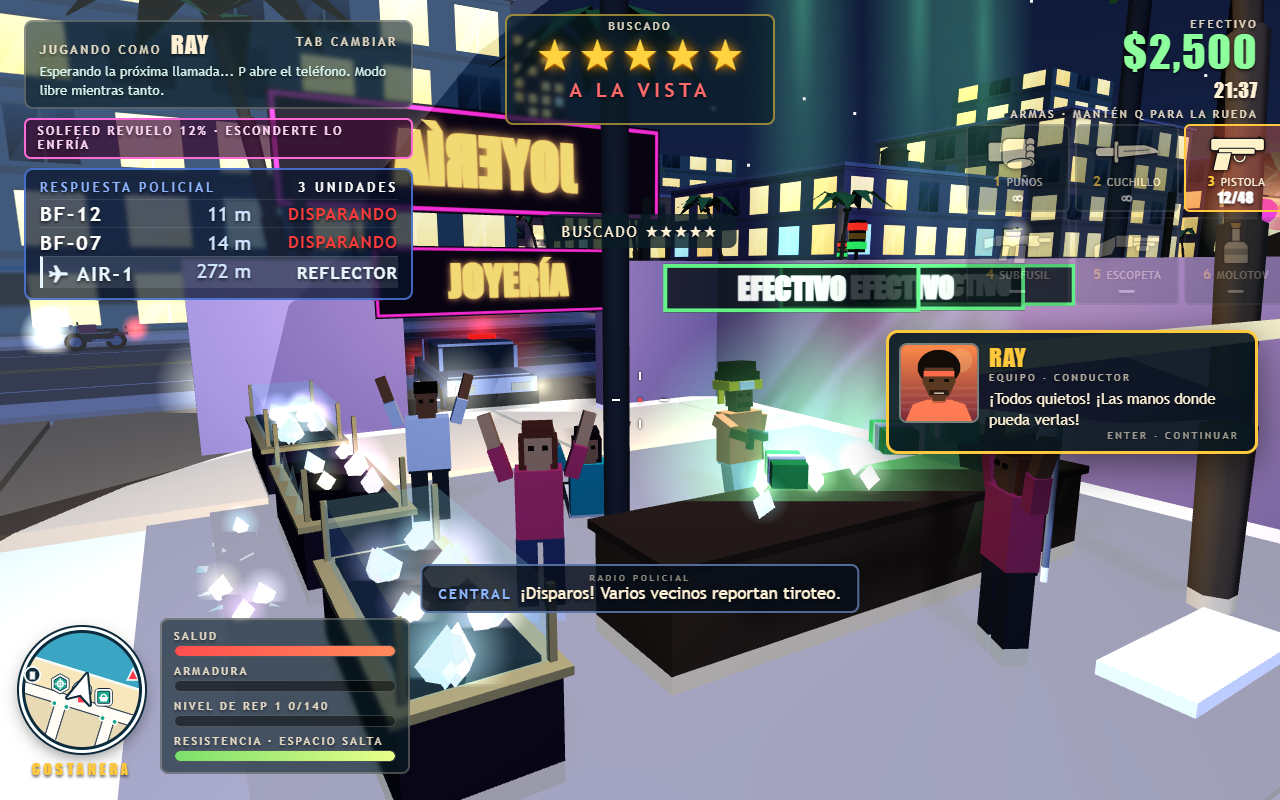 JUGANDO COMO RAY
TAB CAMBIAR
Esperando la próxima llamada... P abre el teléfono. Modo
libre mientras tanto.
SOLFEED REVUELO 12% · ESCONDERTE LO
ENFRÍA
RESPUESTA POLICIAL
3 UNIDADES
BF-12 11 m DISPARANDO
BF-07 14 m DISPARANDO
AIR-1 272 m REFLECTOR
BUSCADO
A LA VISTA
EFECTIVO
$2,500
21:37
ARMAS · MANTÉN Q PARA LA RUEDA
1 PUÑOS
∞
2 CUCHILLO
∞
3 PISTOLA
12/48
4 SUBFUSIL
5 ESCOPETA
6 MOLOTOV
JOYERÍA
BUSCADO ★★★★★
JOYERÍA
EFECTIVO
EFECTIVO
RAY
EQUIPO - CONDUCTOR
¡Todos quietos! ¡Las manos donde
pueda verlas!
ENTER - CONTINUAR
RADIO POLICIAL
CENTRAL ¡Disparos! Varios vecinos reportan tiroteo.
SALUD
ARMADURA
NIVEL DE REP 1 0/140
RESISTENCIA · ESPACIO SALTA
COSTANERA